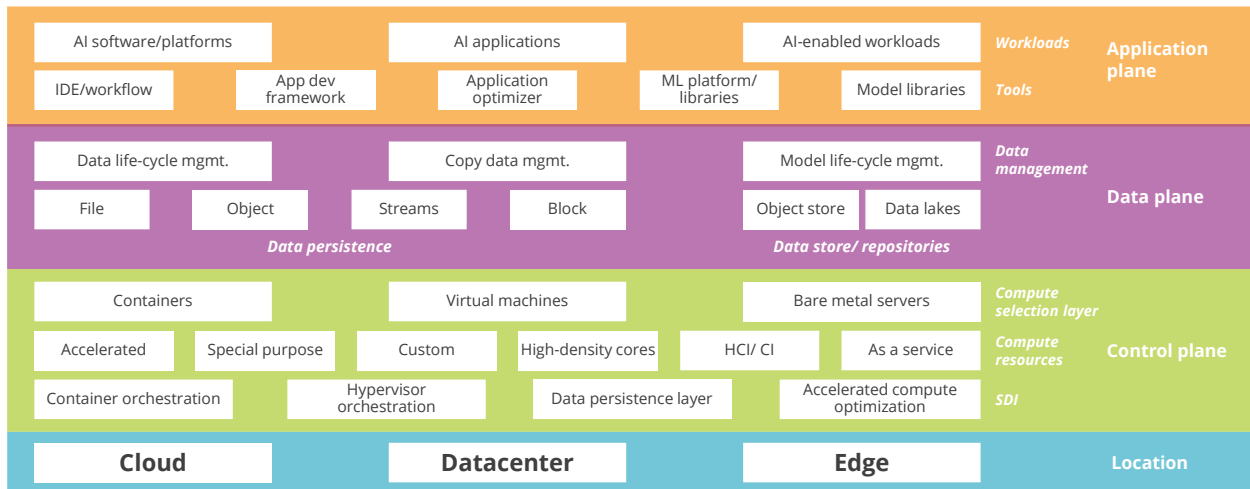 AI software/platforms
AI applications
AI-enabled workloads
Workloads
Application
plane
IDE/workflow
App dev
framework
Application
optimizer
ML platform/
libraries
Model libraries
Tools
Data life-cycle mgmt.
Copy data mgmt.
Model life-cycle mgmt.
Data
management
Data plane
File
Object
Streams
Block
Object store
Data lakes
Data persistence
Data store/ repositories
Containers
Virtual machines
Bare metal servers
Compute
selection layer
Accelerated
Special purpose
Custom
High-density cores
HCI/ CI
As a service
Compute
resources
Control plane
Container orchestration
Hypervisor
orchestration
Data persistence layer
Accelerated compute
optimization
SDI
Cloud
Datacenter
Edge
Location